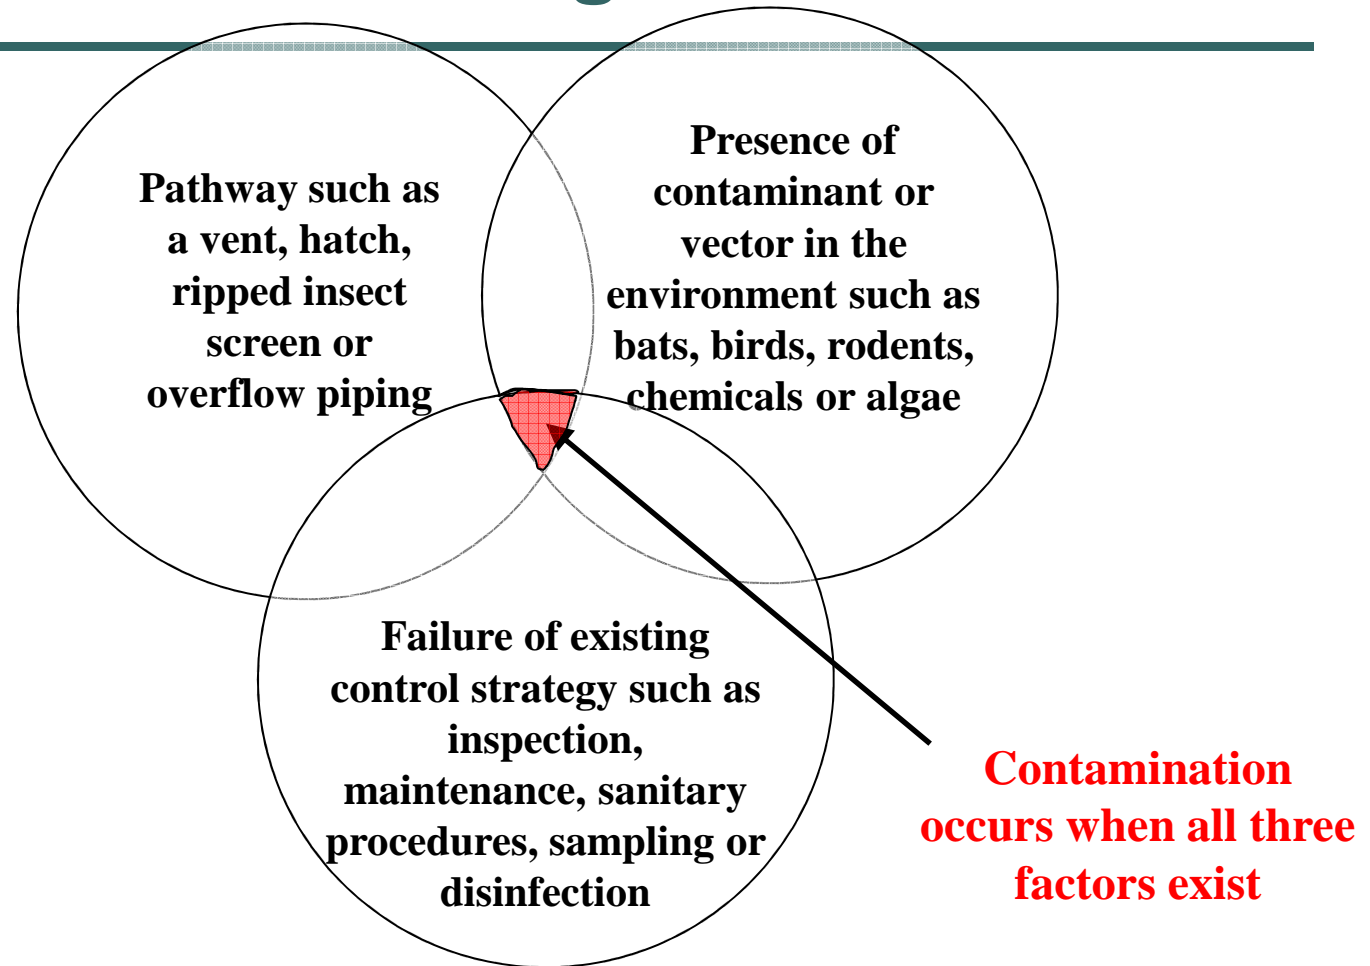 Pathway such as
a vent, hatch,
ripped insect
screen or
overflow piping
Presence of
contaminant or
vector in the
environment such as
bats, birds, rodents,
chemicals or algae
Failure of existing
control strategy such as
inspection,
maintenance, sanitary
procedures, sampling or
disinfection
Contamination
occurs when all three
factors exist